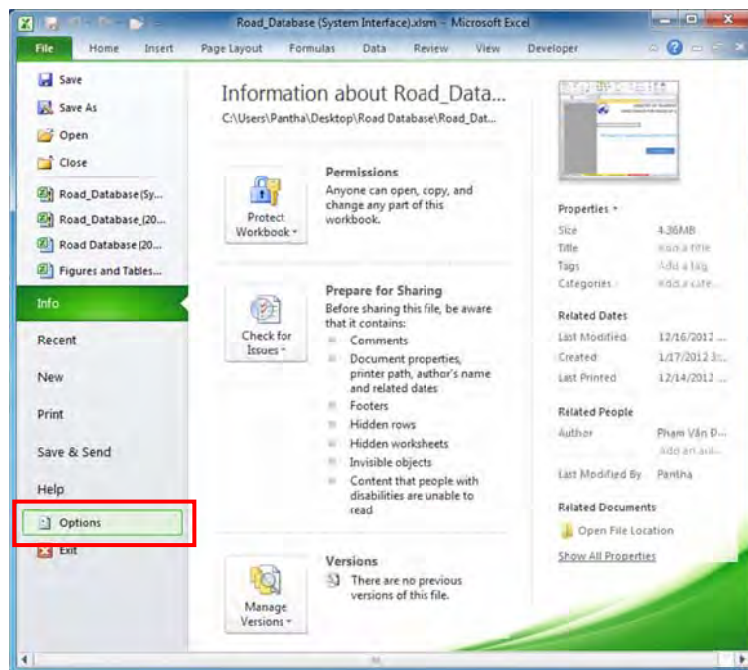 Road_Database (System Interface).xlsm - Microsoft Excel
File Home Insert Page Layout Formulas Data Review View Developer
Save
Save As
Open
Close
Road_Database(Sy...
Road_Database_(20...
Road Database(20...
Figures and Tables...
Info
Recent
New
Print
Save & Send
Help
Options
Exit
Information about Road_Data...
C:\Users\Pantha\Desktop\Road Database\Road_Dat...
Protect
Workbook
Permissions
Anyone can open, copy, and
change any part of this
workbook.
Check for
Issues
Prepare for Sharing
Before sharing this file, be aware
that it contains:
Comments
Document properties,
printer path, author's name
and related dates
Footers
Hidden rows
Hidden worksheets
Invisible objects
Content that people with
disabilities are unable to
read
Manage
Versions
Versions
There are no previous
versions of this file.
Properties
Size 4.36MB
Title Add a title
Tags Add a tag
Categories Add a cate...
Related Dates
Last Modified 12/16/2012 ...
Created 1/17/2012
Last Printed 12/14/2012 ...
Related People
Author Pham Văn D...
Add an aut...
Last Modified By Pantha
Related Documents
Open File Location
Show All Properties